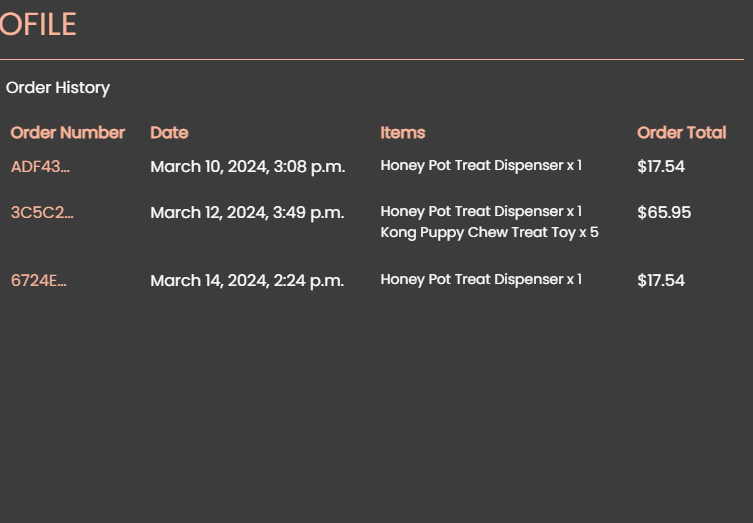 OFILE
Order History
Order Number Date Items Order Total
ADF43... March 10, 2024, 3:08 p.m. Honey Pot Treat Dispenser x 1 $17.54
3C5C2... March 12, 2024, 3:49 p.m. Honey Pot Treat Dispenser x 1 $65.95
Kong Puppy Chew Treat Toy x 5
6724E... March 14, 2024, 2:24 p.m. Honey Pot Treat Dispenser x 1 $17.54